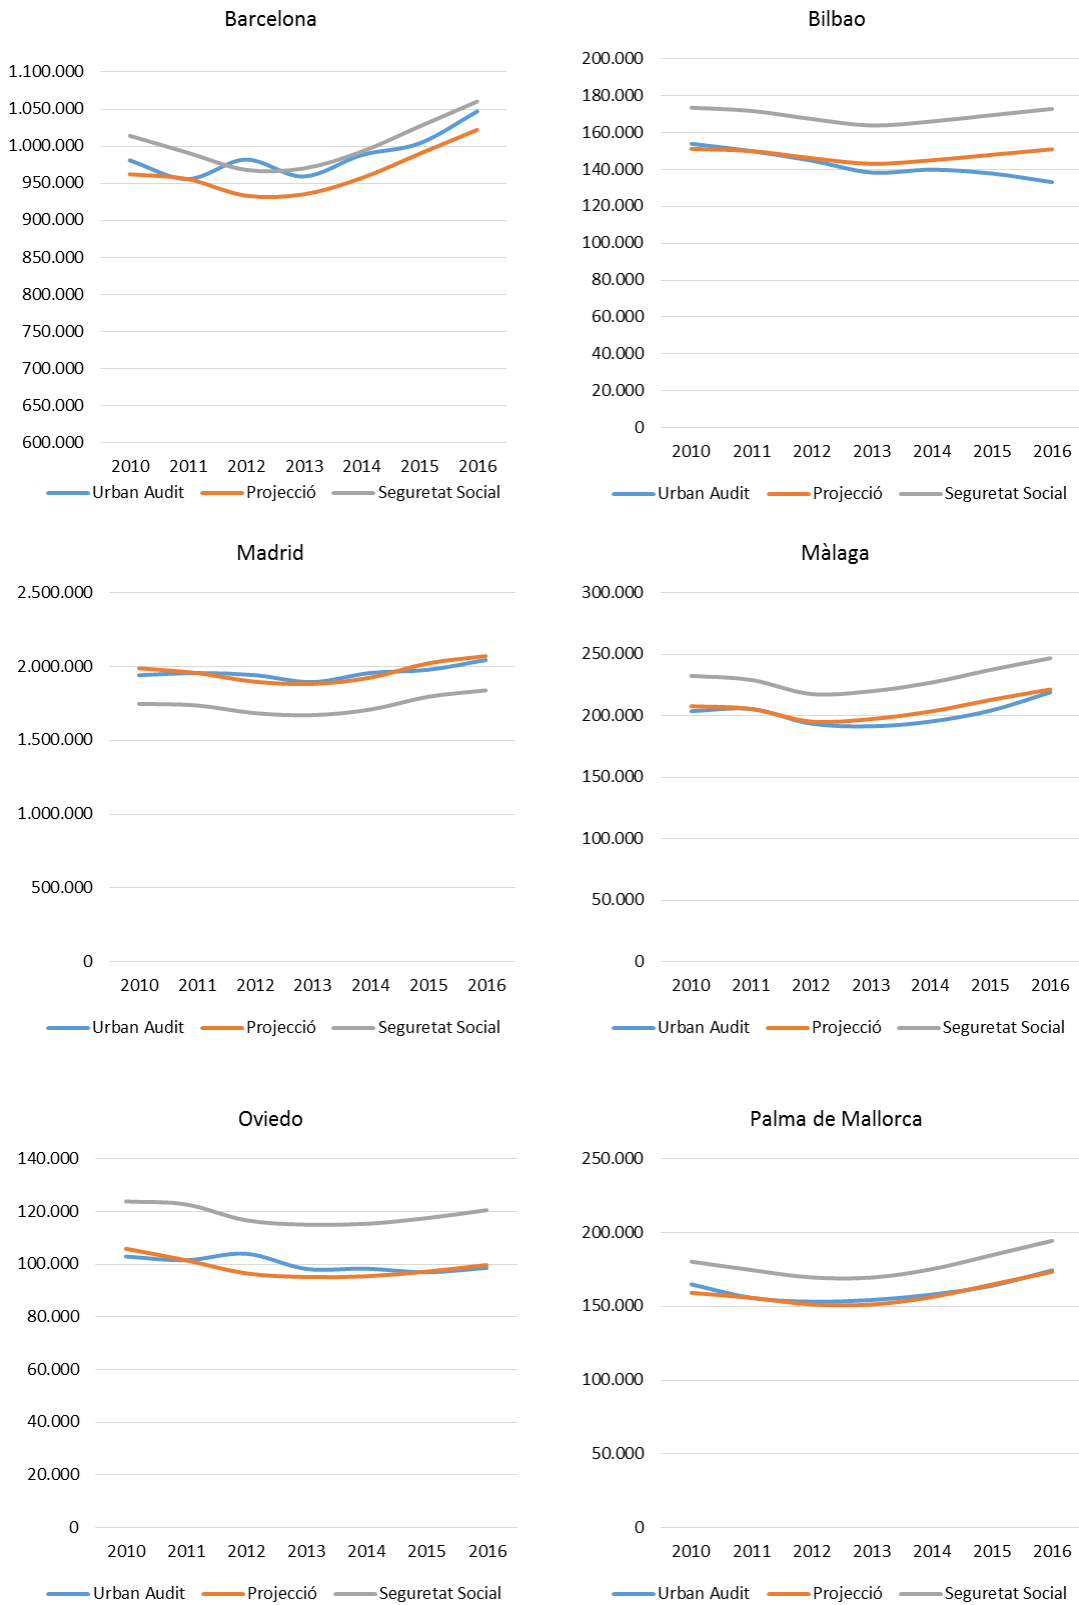 Barcelona
1.100.000
1.050.000
1.000.000
950.000
900.000
850.000
800.000
750.000
700.000
650.000
600.000
2010 2011 2012 2013 2014 2015 2016
Urban Audit Projecció Seguretat Social
Bilbao
200.000
180.000
160.000
140.000
120.000
100.000
80.000
60.000
40.000
20.000
0
2010 2011 2012 2013 2014 2015 2016
Urban Audit Projecció Seguretat Social
Madrid
2.500.000
2.000.000
1.500.000
1.000.000
500.000
0
2010 2011 2012 2013 2014 2015 2016
Urban Audit Projecció Seguretat Social
Màlaga
300.000
250.000
200.000
150.000
100.000
50.000
0
2010 2011 2012 2013 2014 2015 2016
Urban Audit Projecció Seguretat Social
Oviedo
140.000
120.000
100.000
80.000
60.000
40.000
20.000
0
2010 2011 2012 2013 2014 2015 2016
Urban Audit Projecció Seguretat Social
Palma de Mallorca
250.000
200.000
150.000
100.000
50.000
0
2010 2011 2012 2013 2014 2015 2016
Urban Audit Projecció Seguretat Social